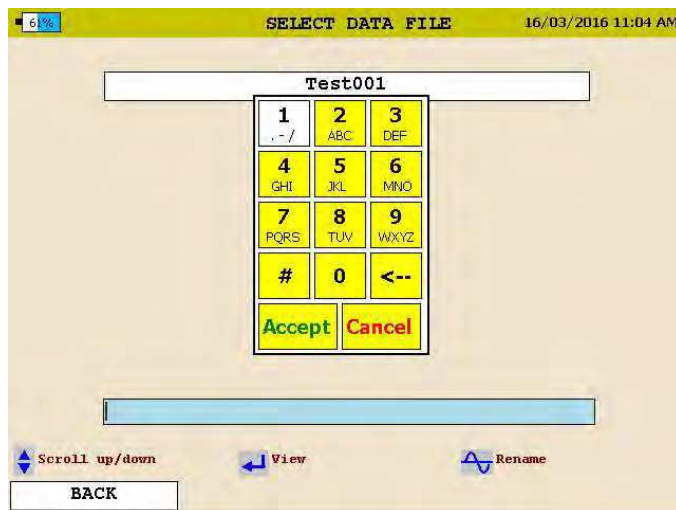 61% SELECT DATA FILE 16/03/2016 11:04 AM
Test001
1 2 3
.-/ ABC DEF
4 5 6
GHI JKL MNO
7 8 9
PQRS TUV WXYZ
# 0 <--
Accept Cancel
Scroll up/down View Rename
BACK